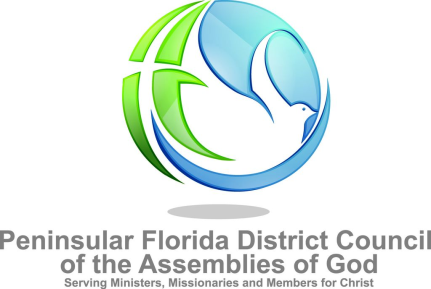 Peninsular Florida District Council
of the Assemblies of God
Serving Ministers, Missionaries and Members for Christ